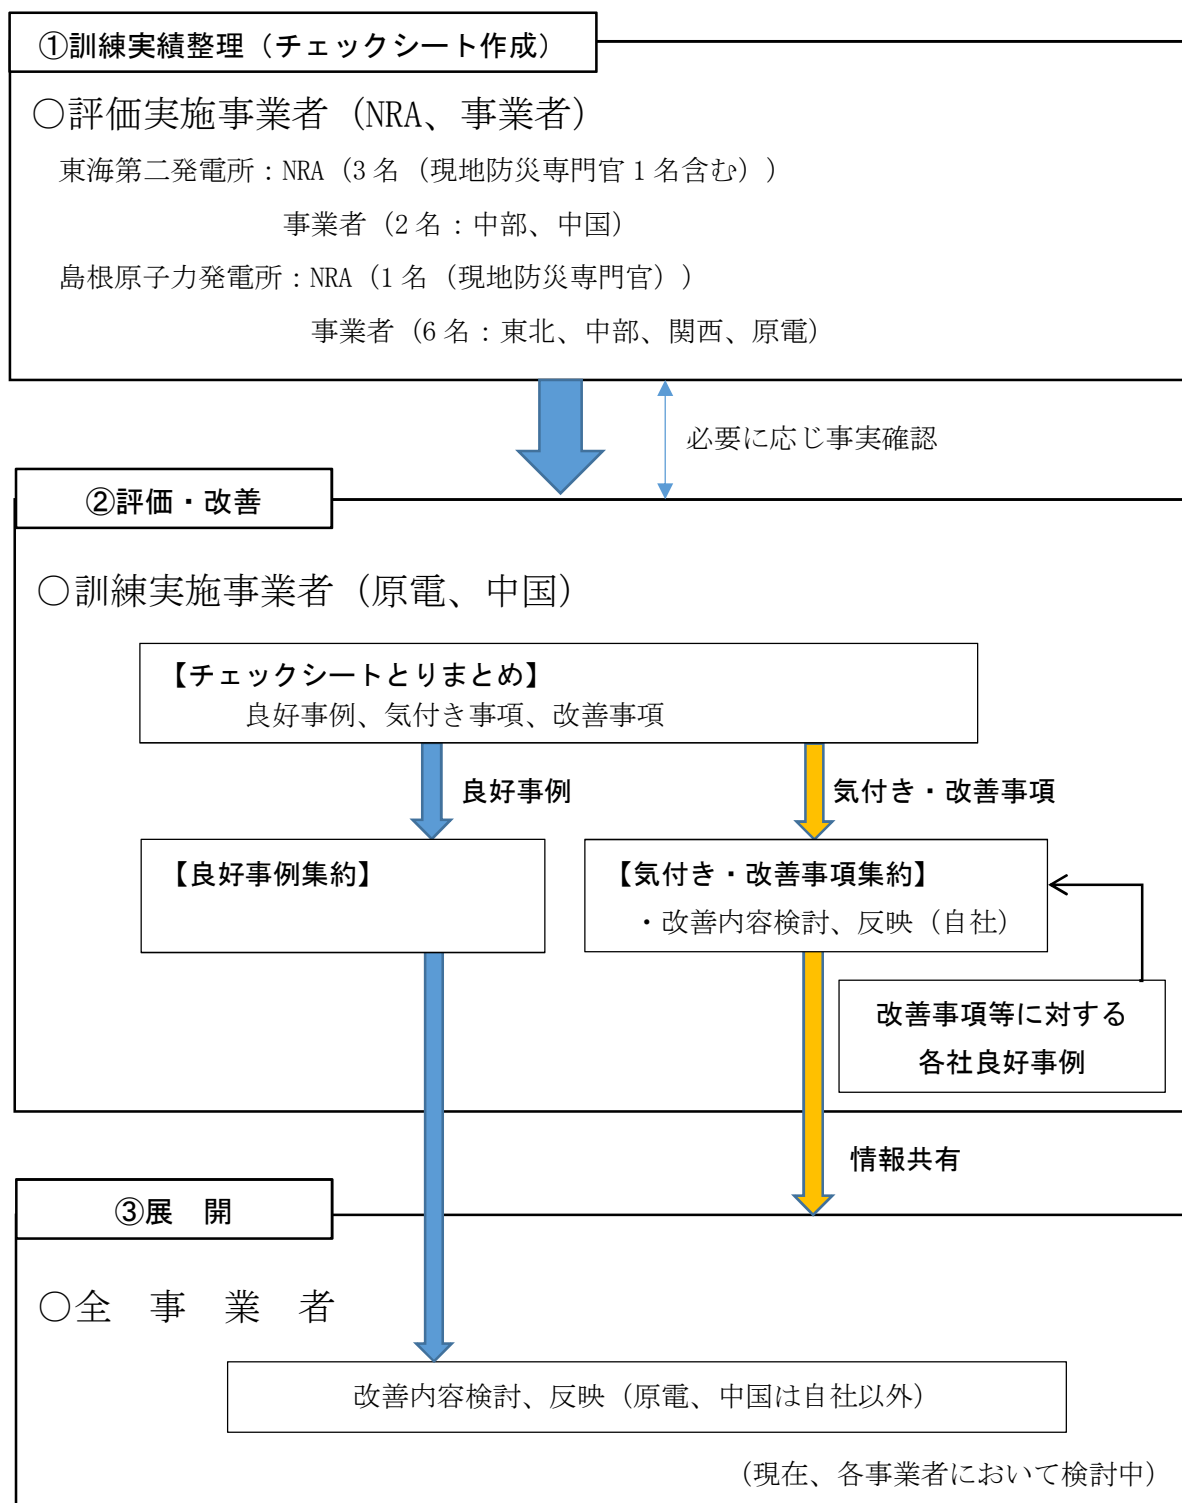 ①訓練実績整理（チェックシート作成）
○評価実施事業者（NRA、事業者）
東海第二発電所：NRA（3名（現地防災専門官1名含む））
事業者（2名：中部、中国）
島根原子力発電所：NRA（1名（現地防災専門官））
事業者（6名：東北、中部、関西、原電）
必要に応じ事実確認
②評価・改善
○訓練実施事業者（原電、中国）
【チェックシートとりまとめ】
良好事例、気付き事項、改善事項
良好事例
気付き・改善事項
【良好事例集約】
【気付き・改善事項集約】
・改善内容検討、反映（自社）
改善事項等に対する
各社良好事例
情報共有
③展　開
○全　事　業　者
改善内容検討、反映（原電、中国は自社以外）
（現在、各事業者において検討中）